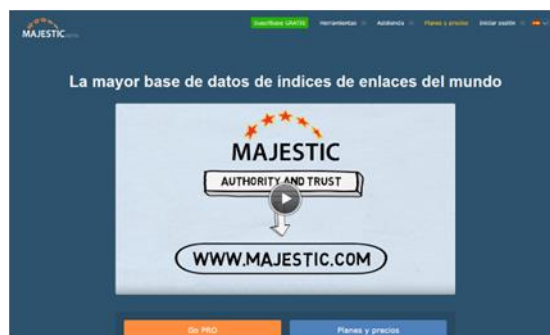 MAJESTIC
Suscríbase GRATIS
Herramientas
Asistencia
Planes y precios
Iniciar sesión
La mayor base de datos de índices de enlaces del mundo
MAJESTIC
AUTHORITY AND TRUST
WWW.MAJESTIC.COM
Go PRO
Planes y precios